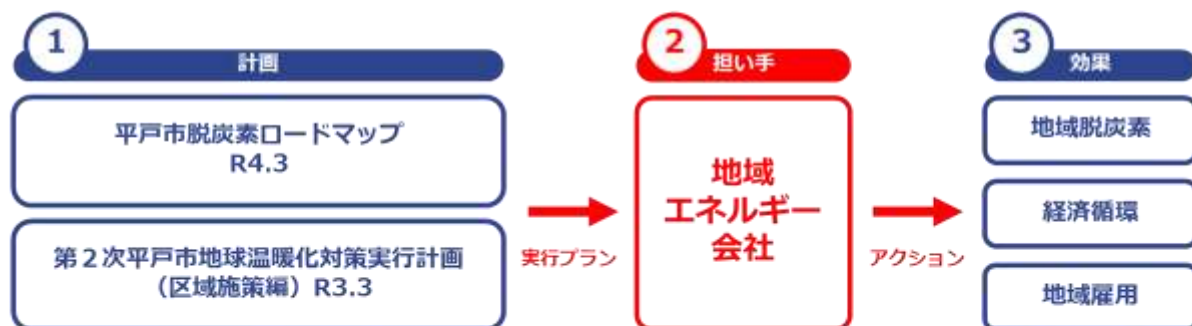 1
計画
平戸市脱炭素ロードマップ
R4.3
第２次平戸市地球温暖化対策実行計画
（区域施策編）R3.3
実行プラン
2
担い手
地域
エネルギー
会社
アクション
3
効果
地域脱炭素
経済循環
地域雇用